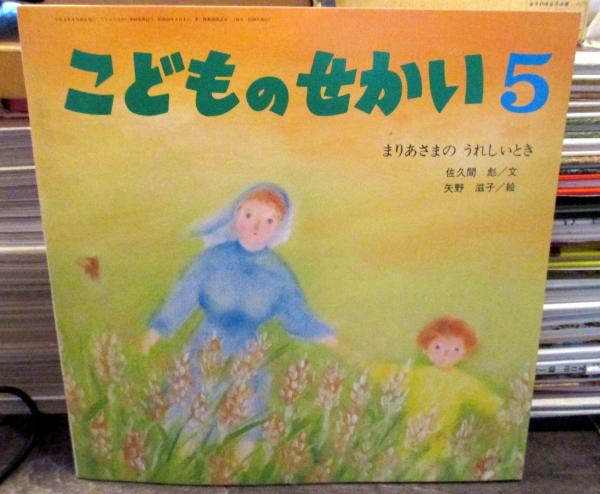 こどものせかい5
まりあさまの うれしいとき
佐久間 彪／文
矢野 滋子／絵